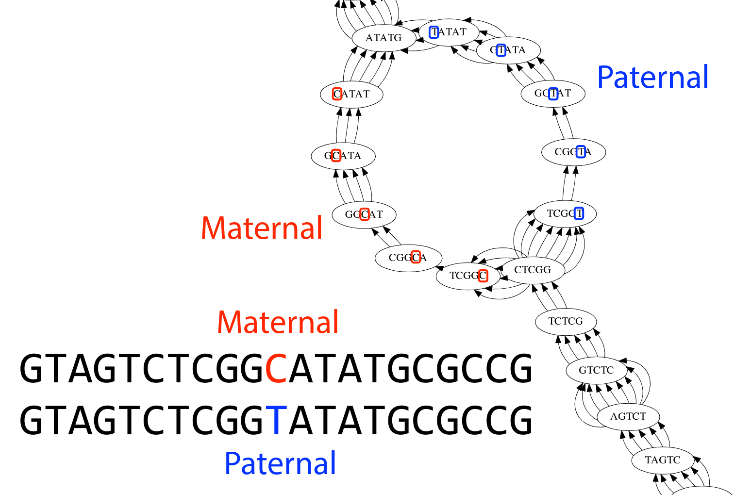 ATATG
TATAT
GTATA
CATAT
GGTAT
Paternal
GCATA
CGGTA
GGCAT
TCGGT
Maternal
CGGCA
TCGGC
CTCGG
Maternal
TCTCG
GTAGTCTCGGCATATGCGCCG
GTCTC
GTAGTCTCGGTATATGCGCCG
AGTCT
Paternal
TAGTC